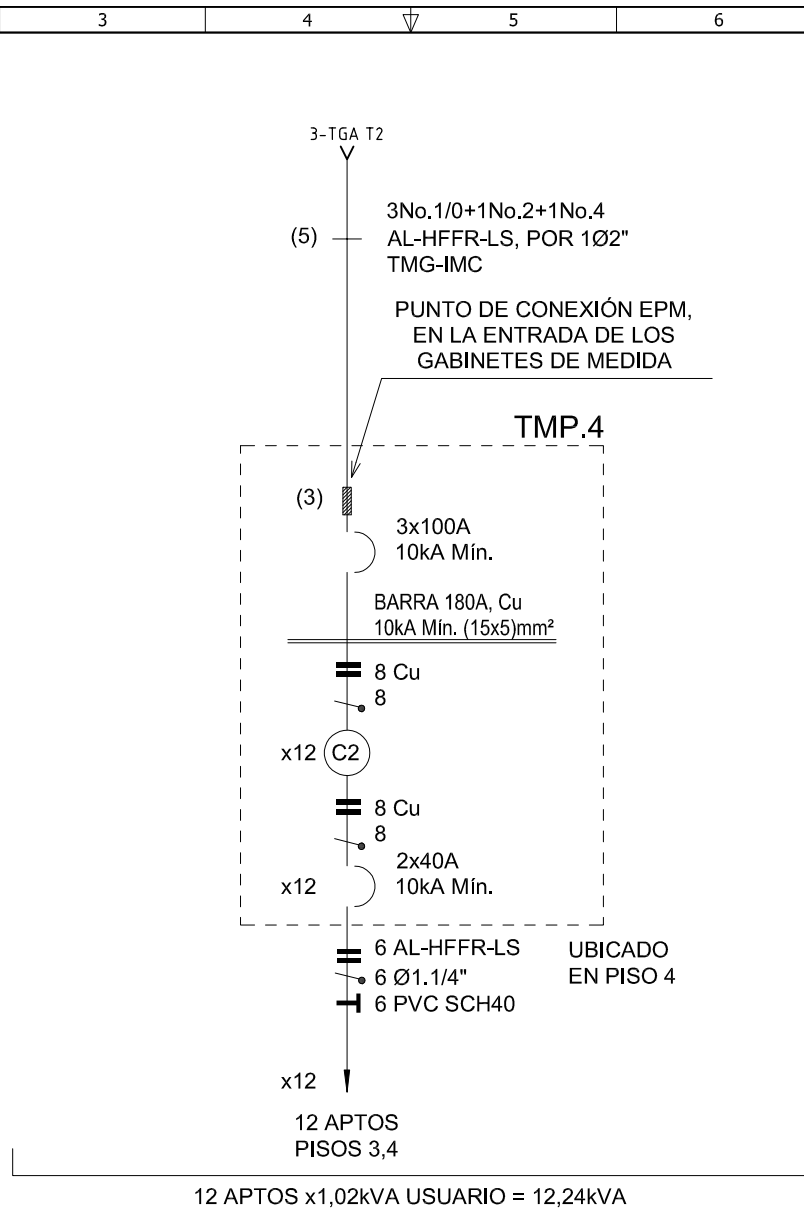 3 4 5 6
3-TGA T2
(5)
3No.1/0+1No.2+1No.4
AL-HFFR-LS, POR 1Ø2"
TMG-IMC
PUNTO DE CONEXIÓN EPM,
EN LA ENTRADA DE LOS
GABINETES DE MEDIDA
TMP.4
(3)
3x100A
10kA Mín.
BARRA 180A, Cu
10kA Mín. (15x5)mm²
8 Cu
8
x12 C2
8 Cu
8
2x40A
x12 10kA Mín.
6 AL-HFFR-LS
6 Ø1.1/4"
6 PVC SCH40
UBICADO
EN PISO 4
x12
12 APTOS
PISOS 3,4
12 APTOS x1,02kVA USUARIO = 12,24kVA